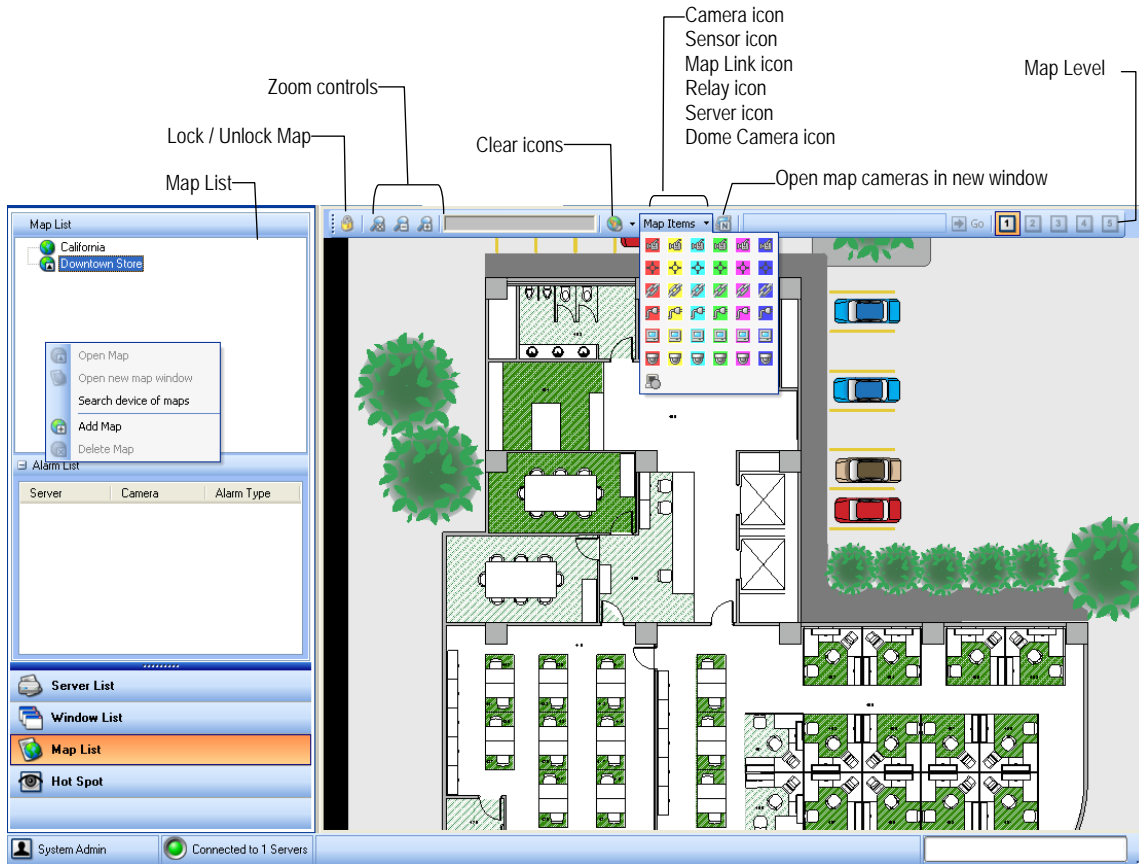 Camera icon
Sensor icon
Map Link icon
Relay icon
Server icon
Dome Camera icon
Map Level
Zoom controls
Lock / Unlock Map
Clear icons
Map List
Open map cameras in new window
Map List
Map Items
N
Go
1
2
3
4
5
California
Downtown Store
Open Map
Open new map window
Search device of maps
Add Map
Delete Map
Alarm List
Server
Camera
Alarm Type
Server List
Window List
Map List
Hot Spot
System Admin
Connected to 1 Servers